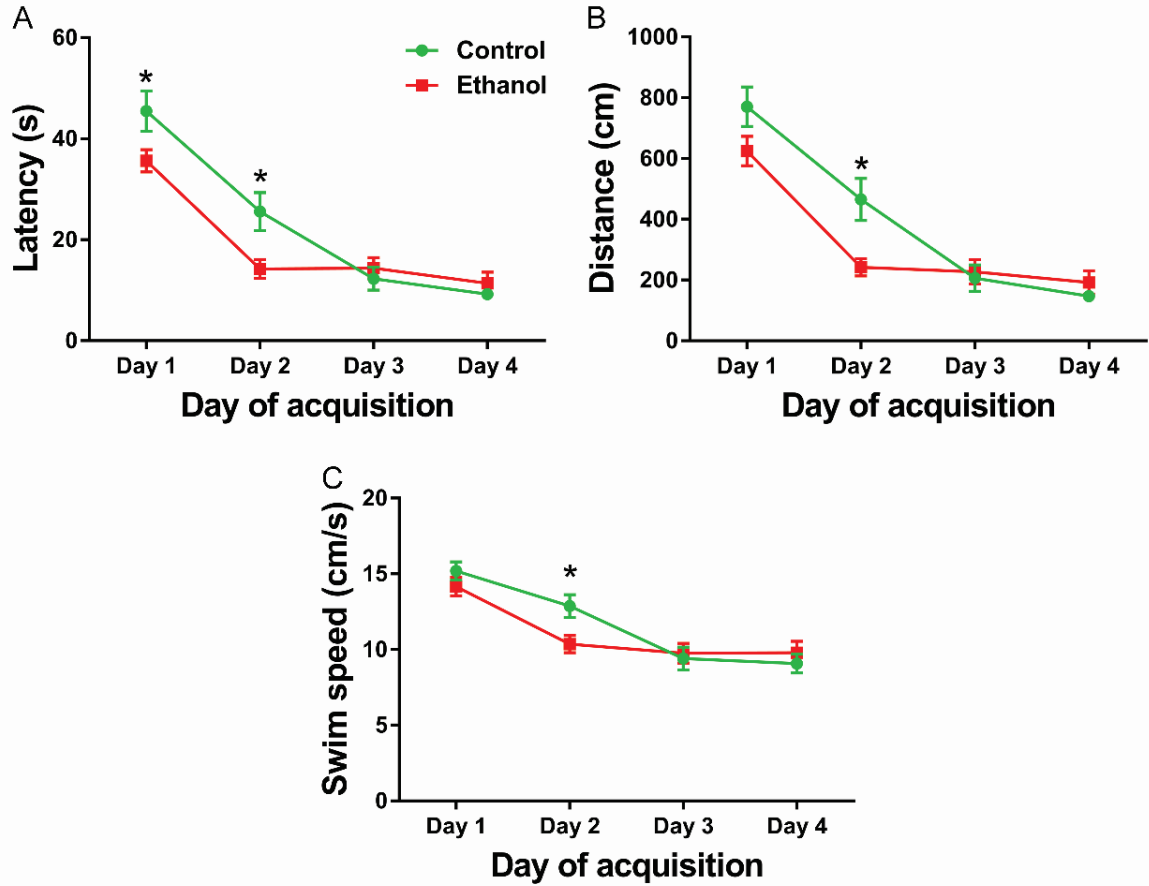 A
60
40
20
0
Latency (s)
*
*
Control
Ethanol
Day 1 Day 2 Day 3 Day 4
Day of acquisition
B
1000
800
600
400
200
0
Distance (cm)
*
Day 1 Day 2 Day 3 Day 4
Day of acquisition
C
20
15
10
5
0
Swim speed (cm/s)
*
Day 1 Day 2 Day 3 Day 4
Day of acquisition